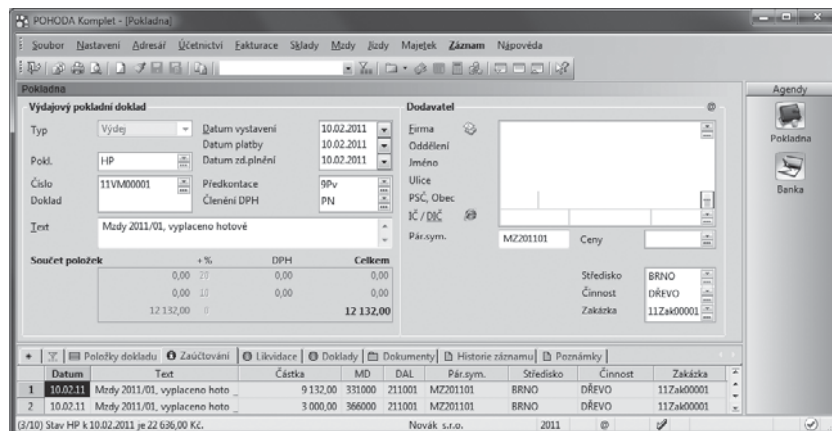 POHODA Komplet - [Pokladna]
Soubor Nastavení Adresář Účetnictví Fakturace Sklady Mzdy Jízdy Majetek Záznam Nápověda
Pokladna
Agendy
Výdajový pokladní doklad
Dodavatel @
Typ Výdej Datum vystavení 10.02.2011 Firma
Datum platby 10.02.2011 Oddělení
Pokl. HP Datum zd.plnění 10.02.2011 Jméno
Pokladna
Číslo 11VM00001 Předkontace 9Pv Ulice
Doklad Členění DPH PN PSČ, Obec
Banka
IČ / DIČ
Text Mzdy 2011/01, vyplaceno hotově
Pár.sym. MZ201101 Ceny
Součet položek + % DPH Celkem
0,00 20 0,00 0,00 Středisko BRNO
0,00 10 0,00 0,00 Činnost DŘEVO
12 132,00 0 12 132,00 Zakázka 11Zak00001
Položky dokladu Zaúčtování Likvidace Doklady Dokumenty Historie záznamu Poznámky
Datum Text Částka MD DAL Pár.sym. Středisko Činnost Zakázka
1 10.02.11 Mzdy 2011/01, vyplaceno hoto 9 132,00 331000 211001 MZ201101 BRNO DŘEVO 11Zak00001
2 10.02.11 Mzdy 2011/01, vyplaceno hoto 3 000,00 366000 211001 MZ201101 BRNO DŘEVO 11Zak00001
(3/10) Stav HP k 10.02.2011 je 22 636,00 Kč. Novák s.r.o. 2011 @